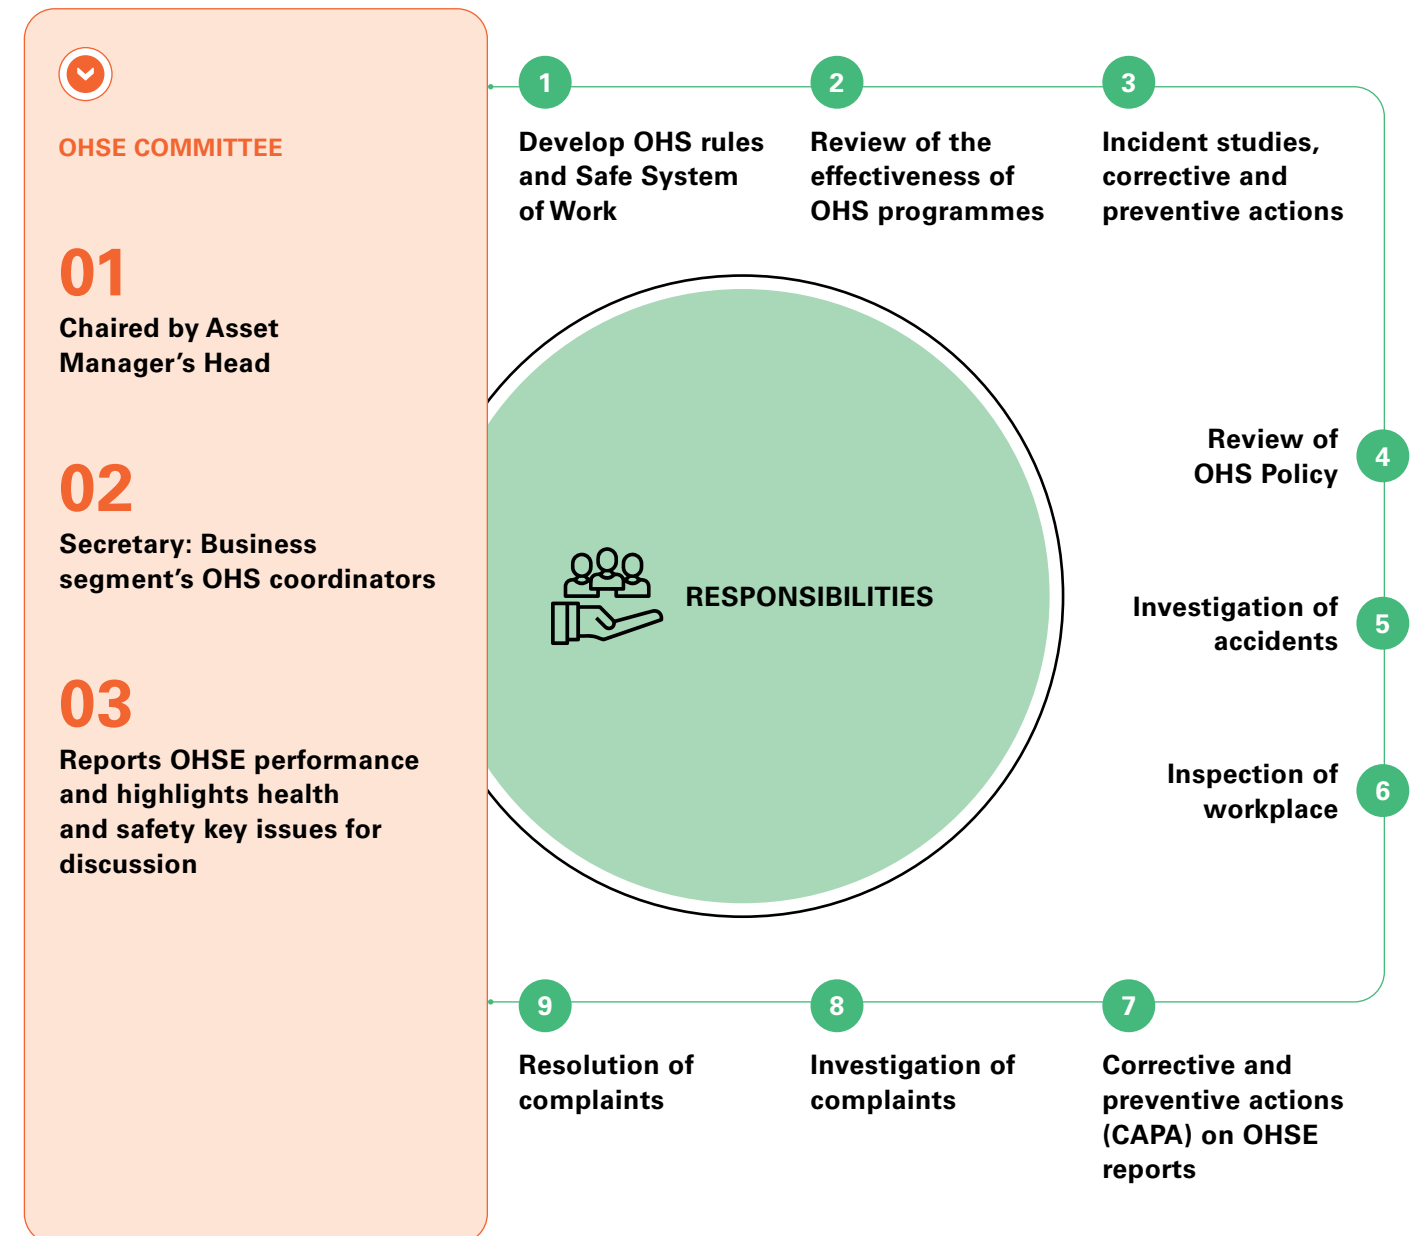 OHSE COMMITTEE
01
Chaired by Asset
Manager’s Head
02
Secretary: Business
segment’s OHS coordinators
03
Reports OHSE performance
and highlights health
and safety key issues for
discussion
1
Develop OHS rules
and Safe System
of Work
2
Review of the
effectiveness of
OHS programmes
3
Incident studies,
corrective and
preventive actions
RESPONSIBILITIES
4
Review of
OHS Policy
5
Investigation of
accidents
6
Inspection of
workplace
7
Corrective and
preventive actions
(CAPA) on OHSE
reports
8
Investigation of
complaints
9
Resolution of
complaints